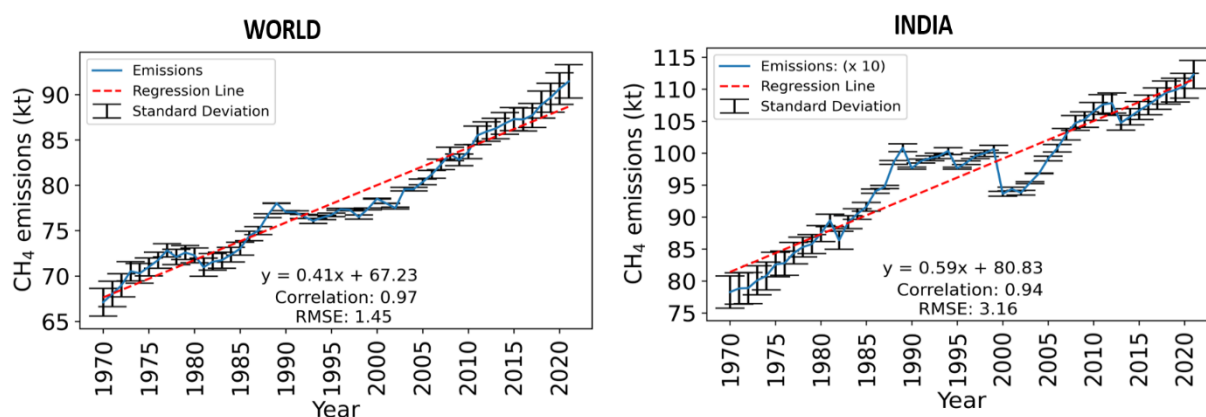 WORLD
CH₄ emissions (kt)
90
85
80
75
70
65
Emissions
Regression Line
Standard Deviation
y = 0.41x + 67.23
Correlation: 0.97
RMSE: 1.45
1970
1975
1980
1985
1990
1995
2000
2005
2010
2015
2020
Year
INDIA
CH₄ emissions (kt)
115
110
105
100
95
90
85
80
75
Emissions: (x 10)
Regression Line
Standard Deviation
y = 0.59x + 80.83
Correlation: 0.94
RMSE: 3.16
1970
1975
1980
1985
1990
1995
2000
2005
2010
2015
2020
Year